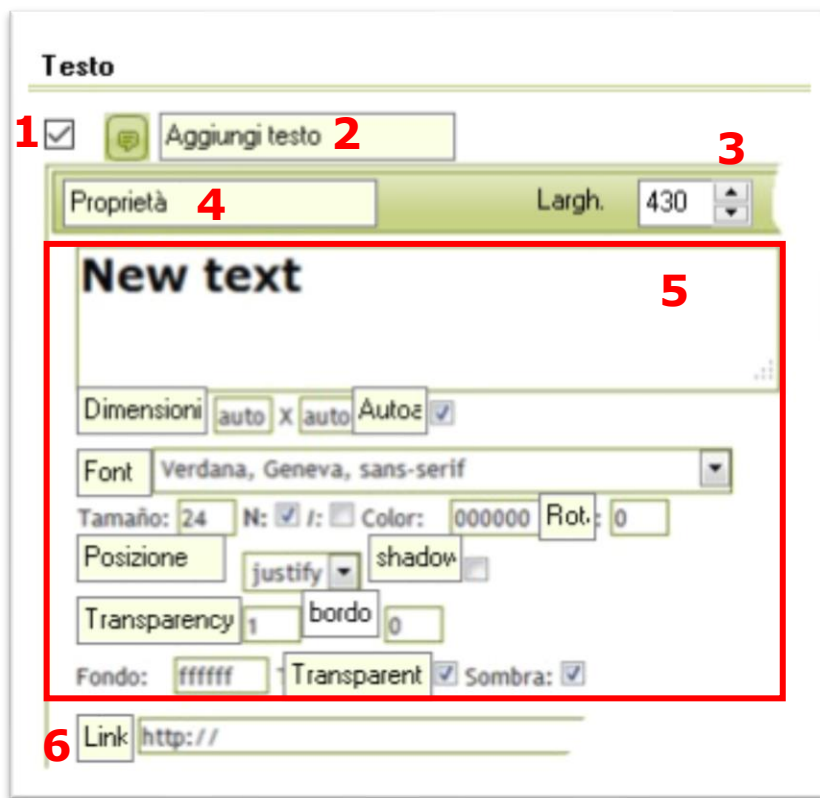 Testo
1 Aggiungi testo 2
3
Proprietà 4 Largh. 430
New text
5
Dimensioni auto X auto Autoa
Font Verdana, Geneva, sans-serif
Tamaño: 24 N: I: Color: 000000 Rot.: 0
Posizione justify shadow
Transparency 1 bordo 0
Fondo: ffffff Transparent Sombra:
6 Link http://